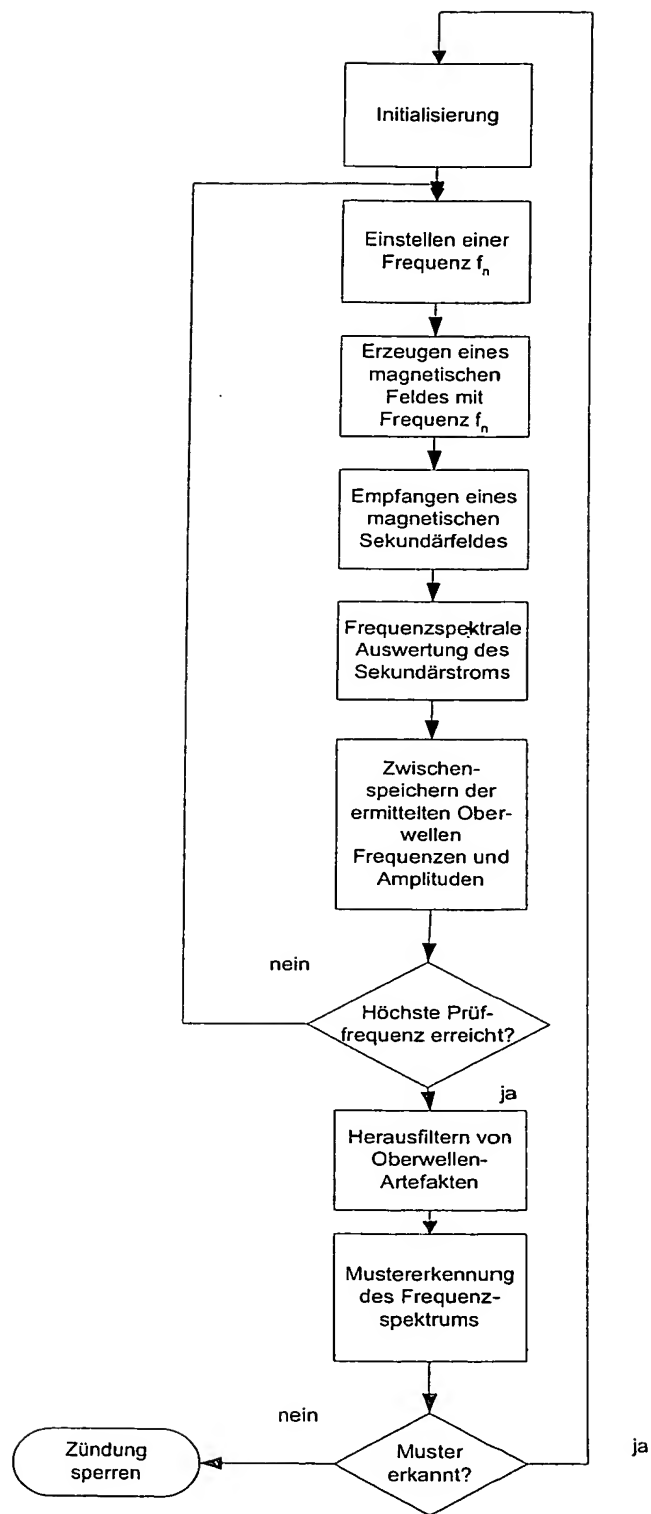 Initialisierung
Einstellen einer
Frequenz fn
Erzeugen eines
magnetischen
Feldes mit
Frequenz fn
Empfangen eines
magnetischen
Sekundärfeldes
Frequenzspektrale
Auswertung des
Sekundärstroms
Zwischen-
speichern der
ermittelten Ober-
wellen
Frequenzen und
Amplituden
nein
Höchste Prüf-
frequenz erreicht?
ja
Herausfiltern von
Oberwellen-
Artefakten
Mustererkennung
des Frequenz-
spektrums
nein
Zündung
sperren
Muster
erkannt?
ja